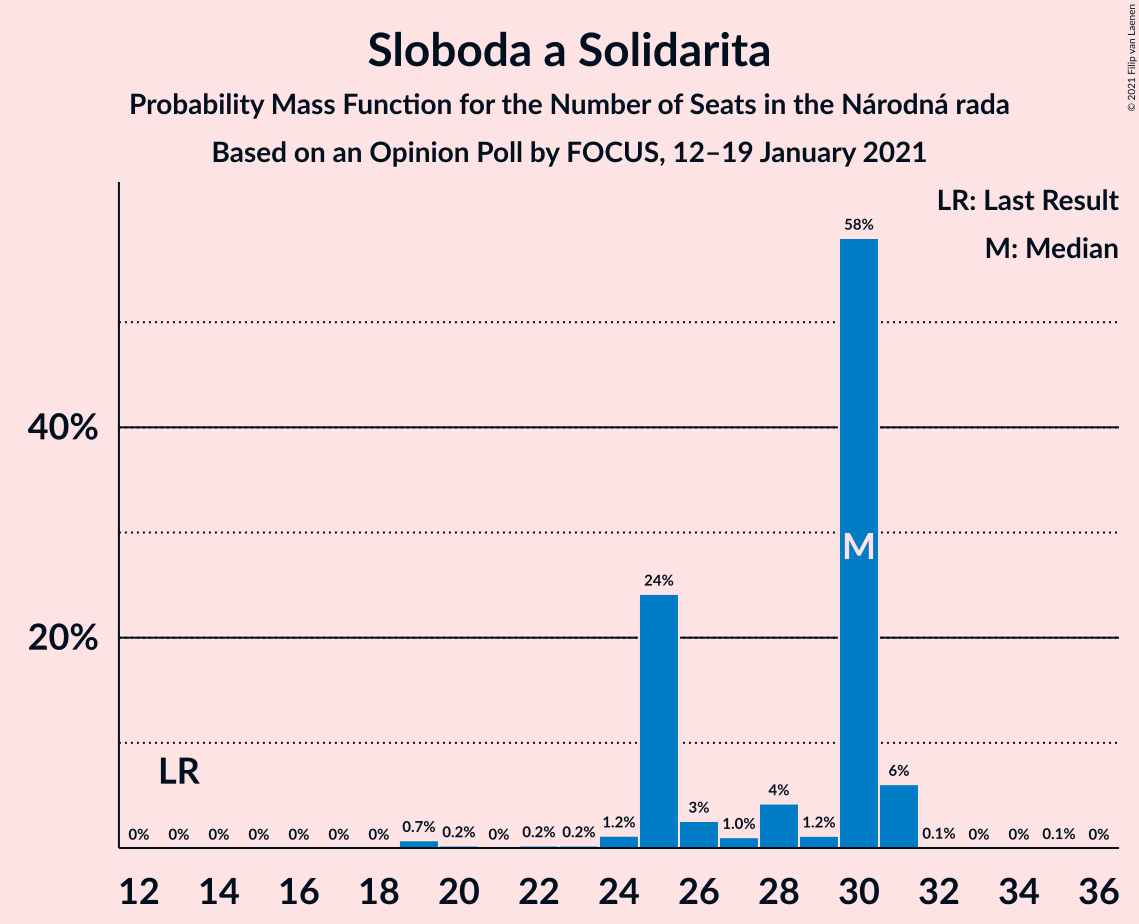 Sloboda a Solidarita
Probability Mass Function for the Number of Seats in the Národná rada
Based on an Opinion Poll by FOCUS, 12–19 January 2021
© 2021 Filip van Laenen
LR: Last Result
M: Median
58%
40%
M
24%
20%
LR
0% 0% 0% 0% 0% 0% 0% 0.7% 0.2% 0% 0.2% 0.2% 1.2% 3% 1.0% 4% 1.2% 6% 0.1% 0% 0% 0.1% 0%
12 14 16 18 20 22 24 26 28 30 32 34 36